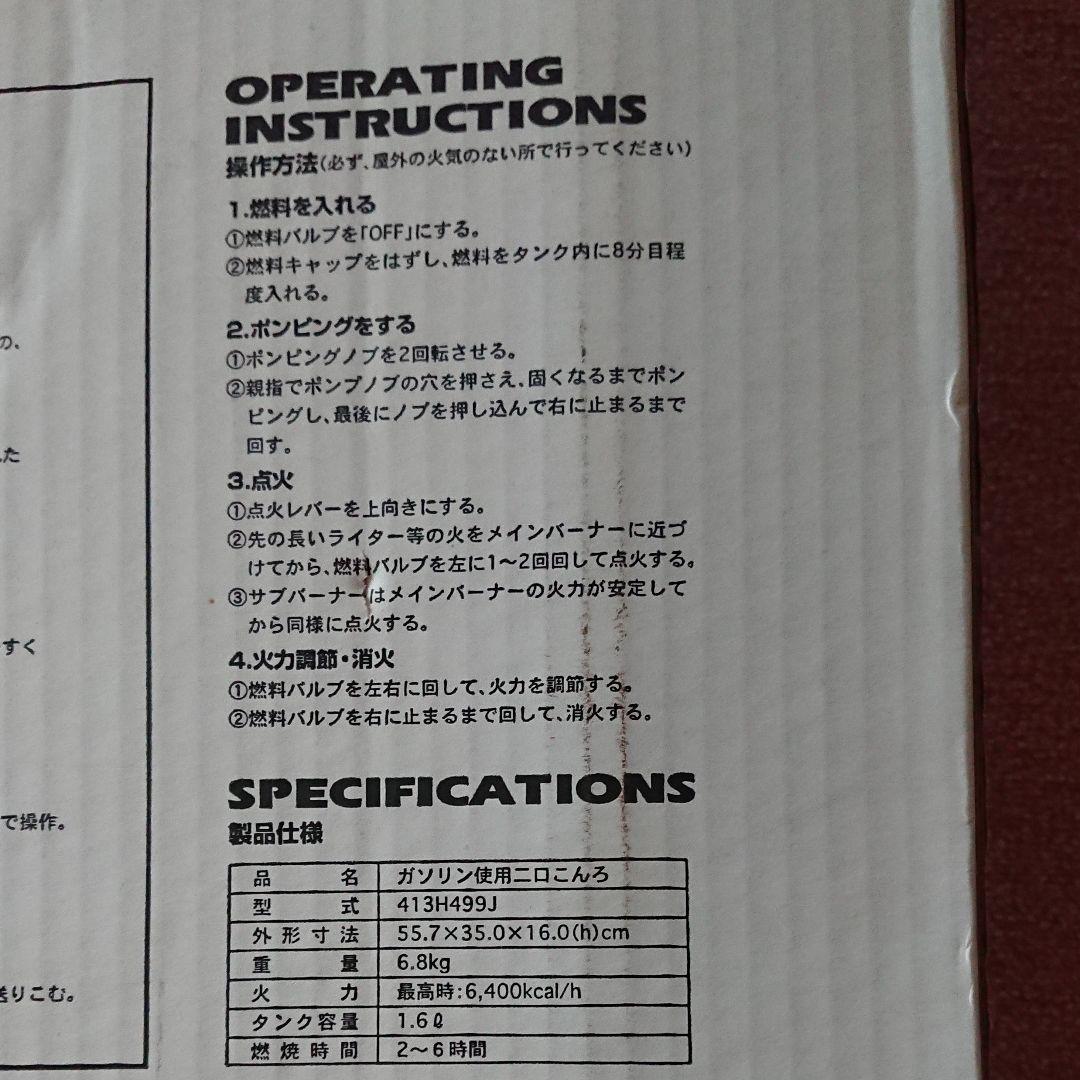 の、
た
すく
で操作。
送りこむ。
OPERATING
INSTRUCTIONS
操作方法(必ず、屋外の火気のない所で行ってください)
1.燃料を入れる
①燃料バルブを「OFF」にする。
②燃料キャップをはずし、燃料をタンク内に8分目程
度入れる。
2.ポンピングをする
①ポンピングノブを2回転させる。
②親指でポンプノブの穴を押さえ、固くなるまでポン
ピングし、最後にノブを押し込んで右に止まるまで
回す。
3.点火
①点火レバーを上向きにする。
②先の長いライター等の火をメインバーナーに近づ
けてから、燃料バルブを左に1〜2回回して点火する。
③サブバーナーはメインバーナーの火力が安定して
から同様に点火する。
4.火力調節・消火
①燃料バルブを左右に回して、火力を調節する。
②燃料バルブを右に止まるまで回して、消火する。
SPECIFICATIONS
製品仕様
品名 ガソリン使用二口こんろ
型式 413H499J
外形寸法 55.7×35.0×16.0(h)cm
重量 6.8kg
火力 最高時:6,400kcal/h
タンク容量 1.6ℓ
燃焼時間 2〜6時間